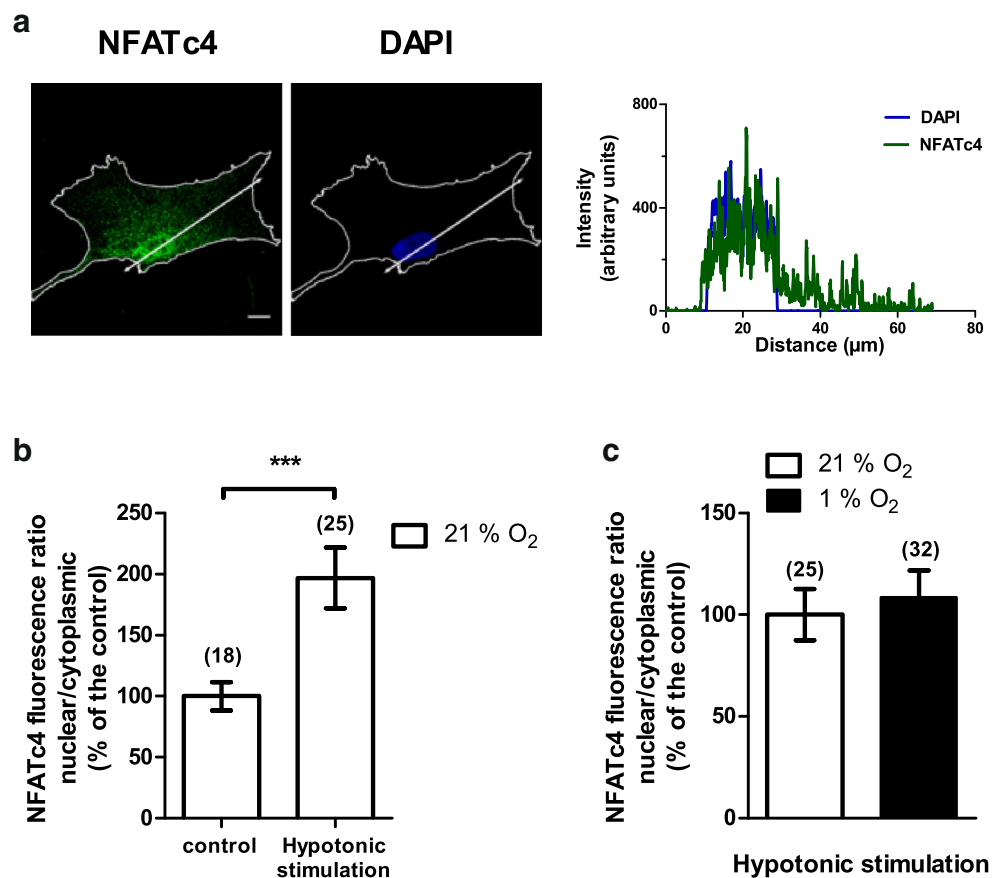 a
NFATc4
DAPI
800
400
0
0
20
40
60
80
Intensity
(arbitrary units)
Distance (µm)
DAPI
NFATc4
b
***
250
200
150
100
50
0
NFATc4 fluorescence ratio
nuclear/cytoplasmic
(% of the control)
(18)
(25)
21 % O₂
control
Hypotonic
stimulation
c
21 % O₂
1 % O₂
150
100
50
0
NFATc4 fluorescence ratio
nuclear/cytoplasmic
(% of the control)
(25)
(32)
Hypotonic stimulation